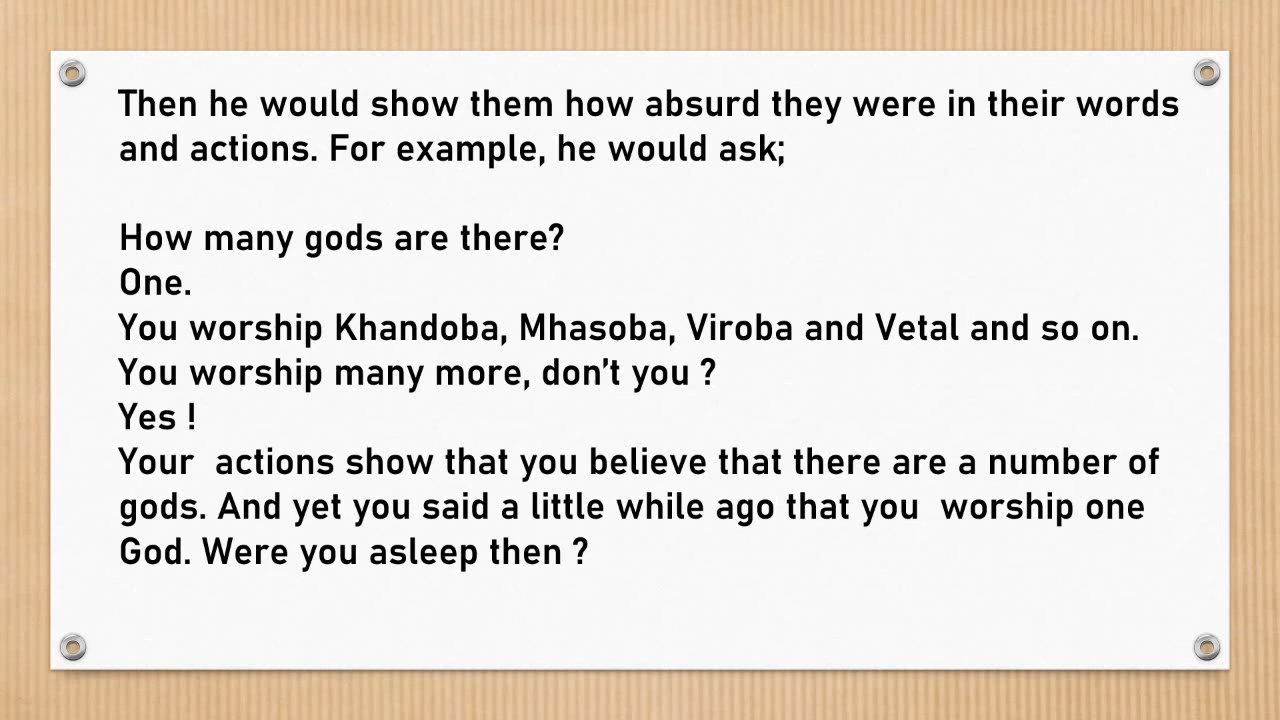 Then he would show them how absurd they were in their words
and actions. For example, he would ask;
How many gods are there?
One.
You worship Khandoba, Mhasoba, Viroba and Vetal and so on.
You worship many more, don’t you ?
Yes !
Your  actions show that you believe that there are a number of
gods. And yet you said a little while ago that you  worship one
God. Were you asleep then ?